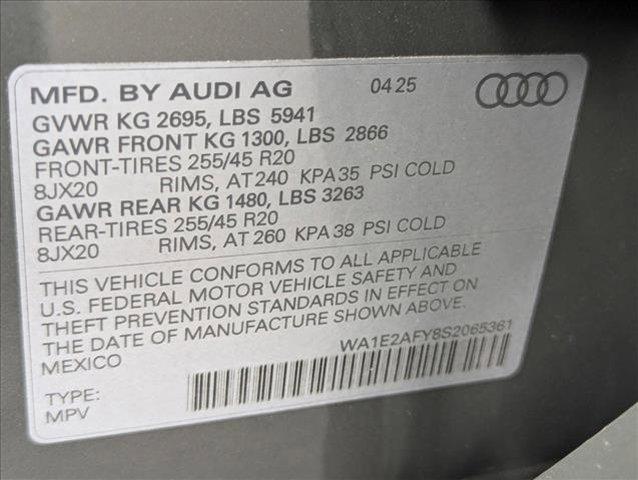 MFD. BY AUDI AG 04 25
GVWR KG 2695, LBS 5941
GAWR FRONT KG 1300, LBS 2866
FRONT-TIRES 255/45 R20
8JX20 RIMS, AT 240 KPA 35 PSI COLD
GAWR REAR KG 1480, LBS 3263
REAR-TIRES 255/45 R20
8JX20 RIMS, AT 260 KPA 38 PSI COLD
THIS VEHICLE CONFORMS TO ALL APPLICABLE
U.S. FEDERAL MOTOR VEHICLE SAFETY AND
THEFT PREVENTION STANDARDS IN EFFECT ON
THE DATE OF MANUFACTURE SHOWN ABOVE.
MEXICO
WA1E2AFY8S2065361
TYPE:
MPV